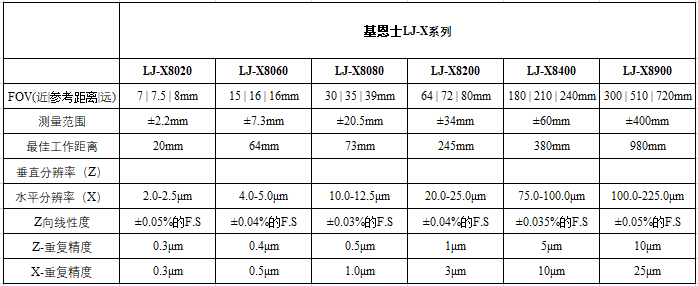 基恩士LJ-X系列
LJ-X8020 LJ-X8060 LJ-X8080 LJ-X8200 LJ-X8400 LJ-X8900
FOV(近|参考距离|远) 7 | 7.5 | 8mm 15 | 16 | 16mm 30 | 35 | 39mm 64 | 72 | 80mm 180 | 210 | 240mm 300 | 510 | 720mm
测量范围 ±2.2mm ±7.3mm ±20.5mm ±34mm ±60mm ±400mm
最佳工作距离 20mm 64mm 73mm 245mm 380mm 980mm
垂直分辨率（Z）
水平分辨率（X） 2.0-2.5μm 4.0-5.0μm 10.0-12.5μm 20.0-25.0μm 75.0-100.0μm 100.0-225.0μm
Z向线性度 ±0.05%的F.S ±0.04%的F.S ±0.03%的F.S ±0.04%的F.S ±0.035%的F.S ±0.05%的F.S
Z-重复精度 0.3μm 0.4μm 0.5μm 1μm 5μm 10μm
X-重复精度 0.3μm 0.5μm 1.0μm 3μm 10μm 25μm